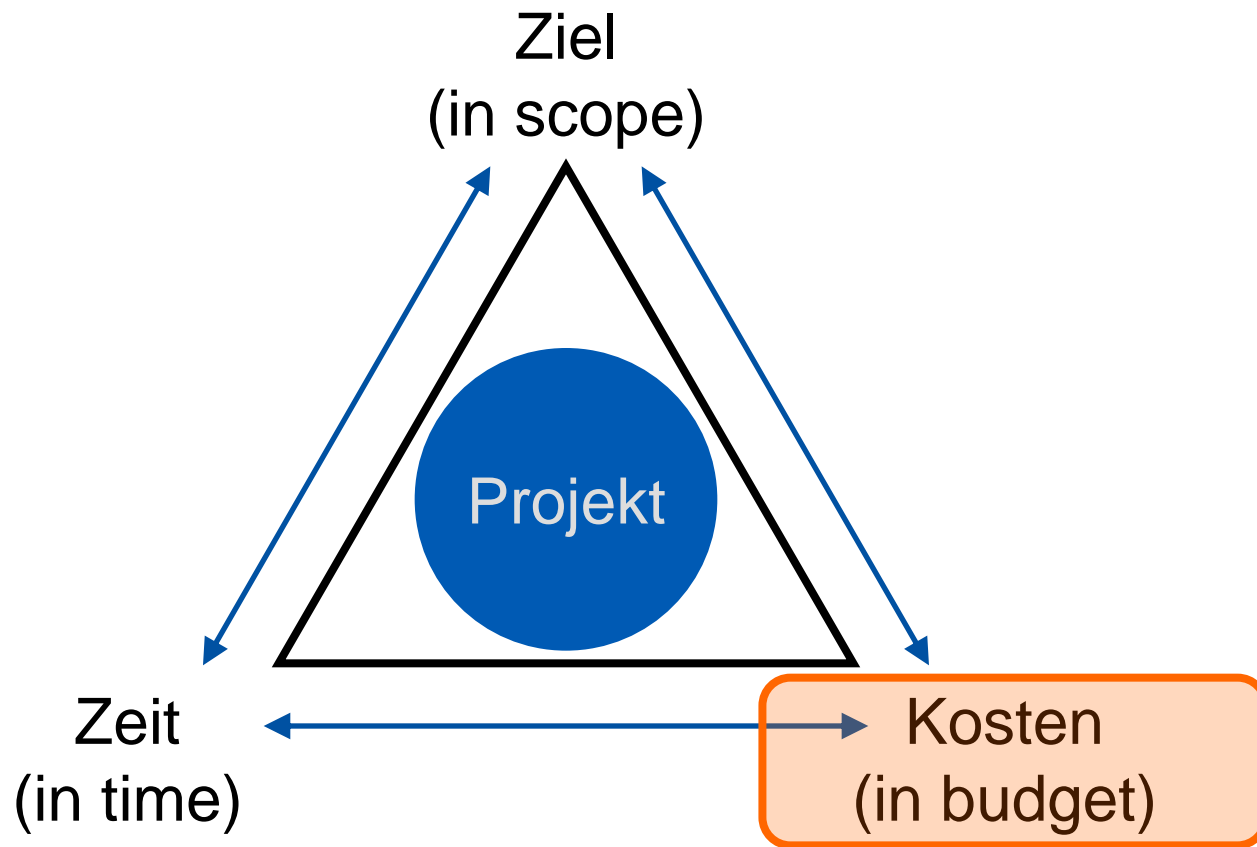 Ziel
(in scope)
Projekt
Zeit
(in time)
Kosten
(in budget)